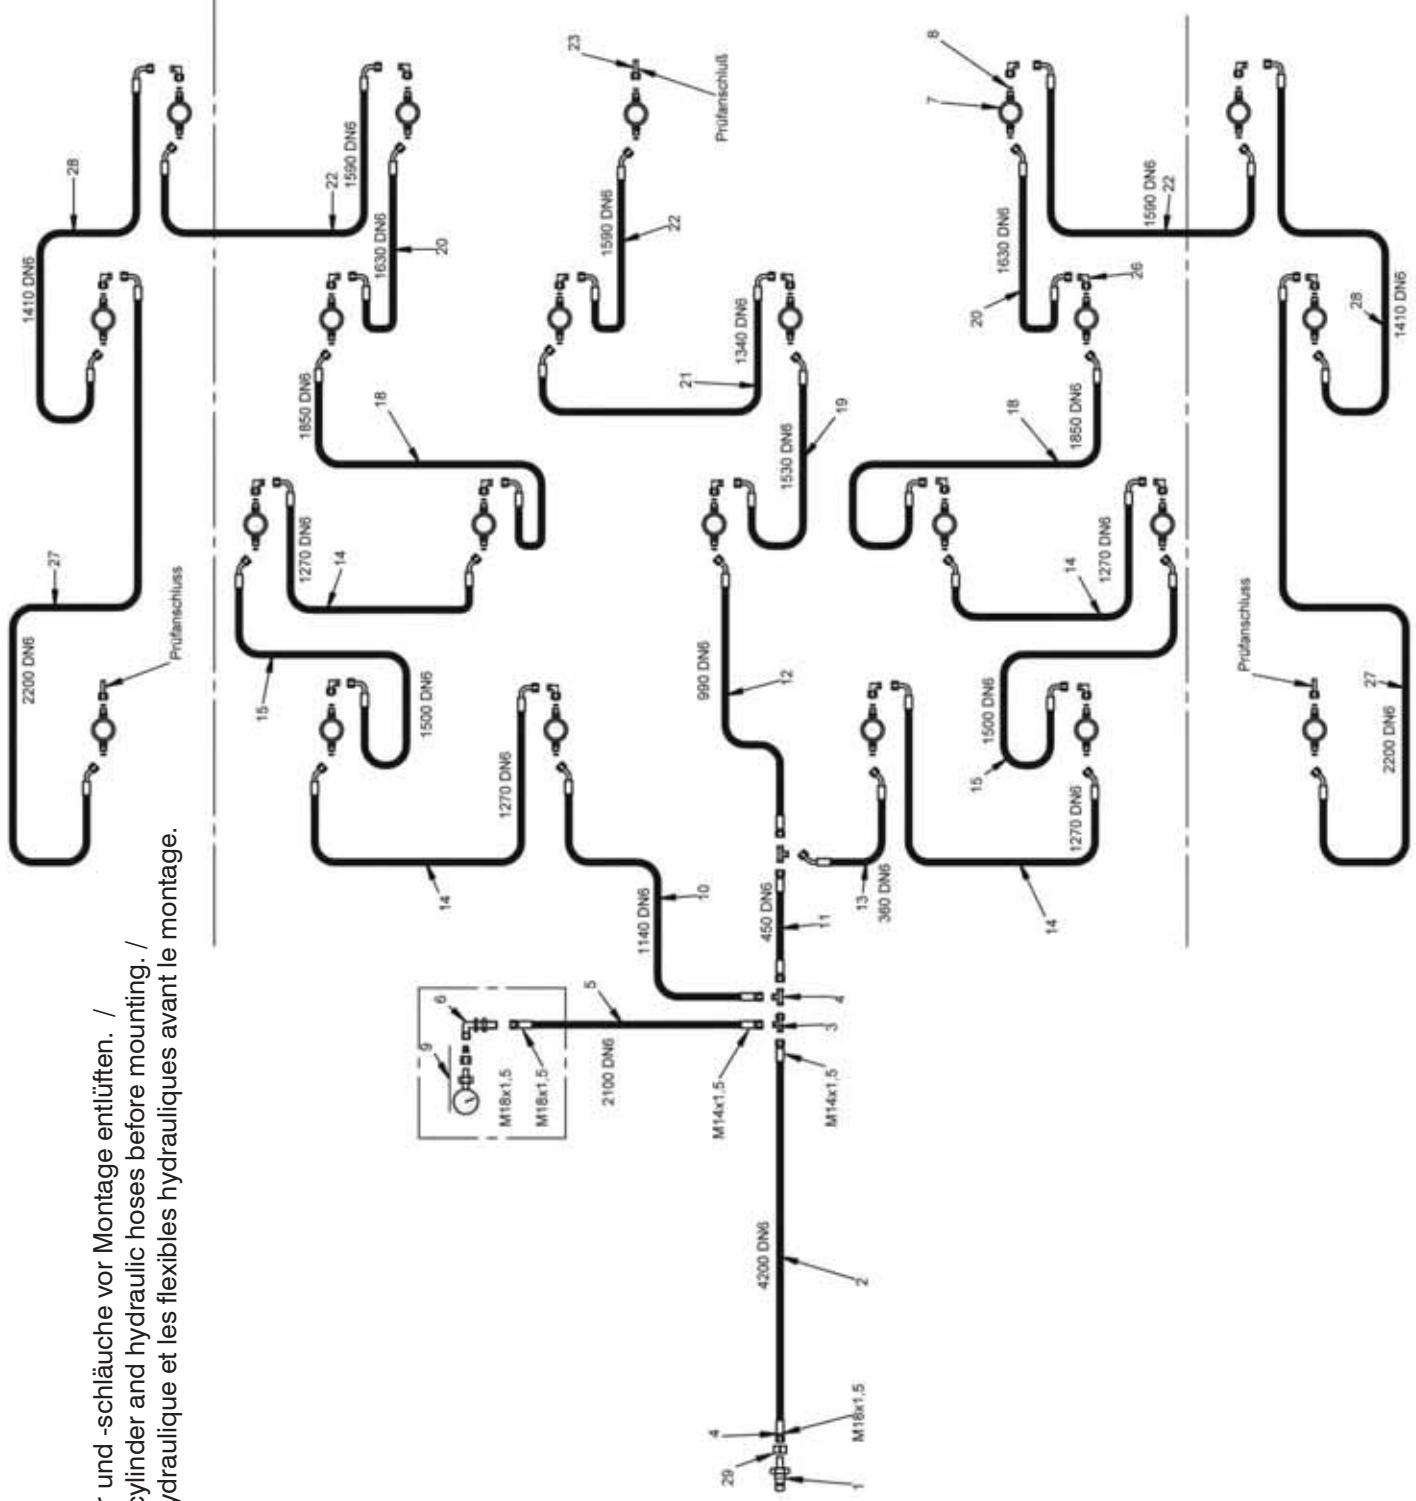 r und -schläuche vor Montage entlüften. /
cylinder and hydraulic hoses before mounting. /
ydraulique et les flexibles hydrauliques avant le montage.
2200 DN6
1410 DN6
27
28
Prüfanschluss
15
1270 DN6
1850 DN6
14
22
1590 DN6
1630 DN6
18
1500 DN6
9
6
14
20
M18x1,5
1270 DN6
M18x1,5
23
5
2100 DN6
1590 DN6
1140 DN6
22
21
10
990 DN6
4
M14x1,5
Prüfanschluß
29
1340 DN6
4200 DN6
450 DN6
12
1530 DN6
11
3
M14x1,5
4
19
1
M18x1,5
2
13
360 DN6
7
8
15
20
1500 DN6
1630 DN6
18
14
14
1270 DN6
1850 DN6
1270 DN6
26
1590 DN6
22
Prüfanschluss
28
27
2200 DN6
1410 DN6